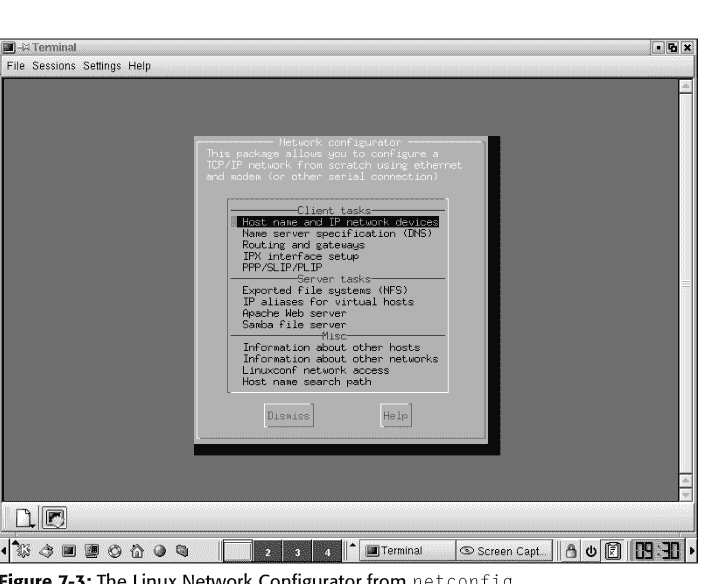 Terminal
File Sessions Settings Help
Network configurator
This package allows you to configure a
TCP/IP network from scratch using ethernet
and modem (or other serial connection)
Client tasks
Host name and IP network devices
Name server specification (DNS)
Routing and gateways
IPX interface setup
PPP/SLIP/PLIP
Server tasks
Exported file systems (NFS)
IP aliases for virtual hosts
Apache Web server
Samba file server
Misc
Information about other hosts
Information about other networks
Linuxconf network access
Host name search path
Dismiss Help
2 3 4 Terminal Screen Capt... 09:30
Figure 7-3: The Linux Network Configurator from netconfig